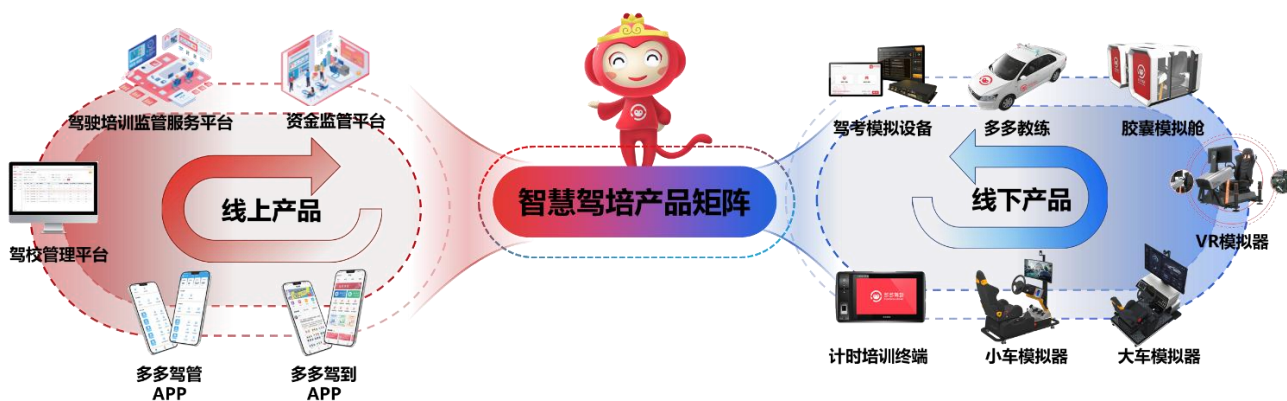 驾驶培训监管服务平台
资金监管平台
驾校管理平台
线上产品
多多驾管
APP
多多驾到
APP
智慧驾培产品矩阵
驾考模拟设备
多多教练
胶囊模拟舱
线下产品
VR模拟器
计时培训终端
小车模拟器
大车模拟器